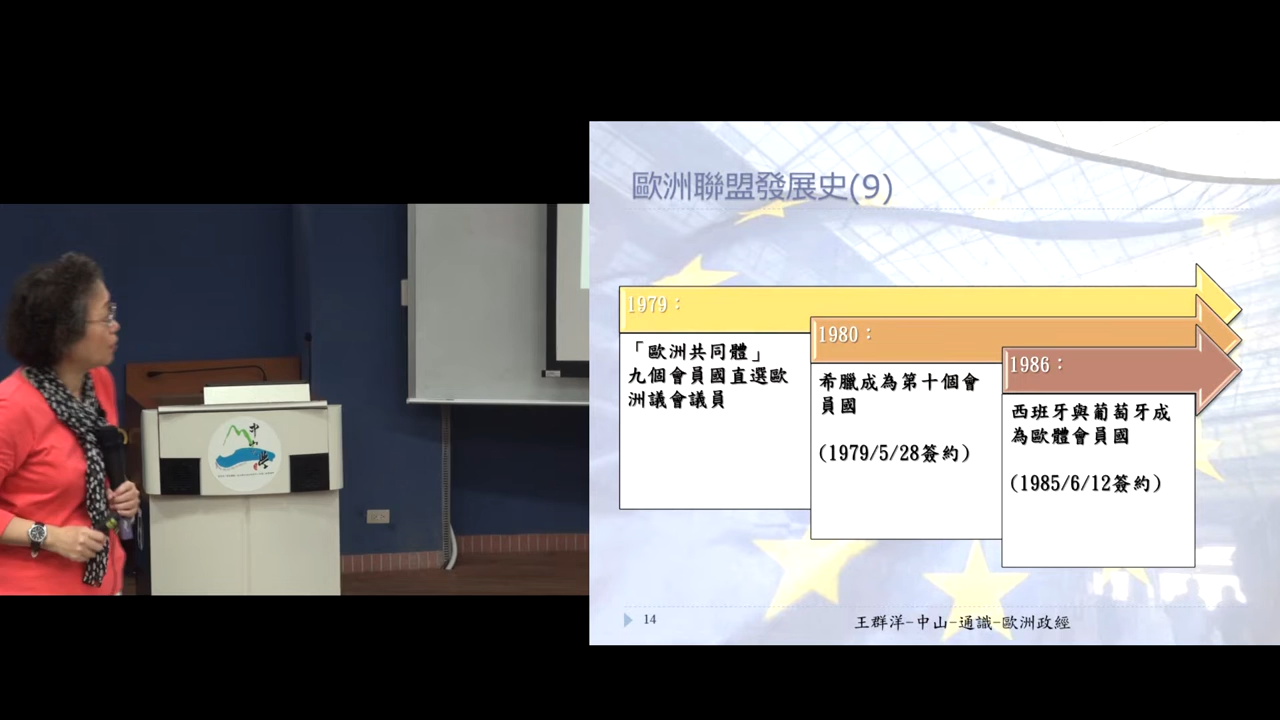 歐洲聯盟發展史(9)
1979：
「歐洲共同體」
九個會員國直選歐
洲議會議員
1980：
希臘成為第十個會
員國
(1979/5/28簽約)
1986：
西班牙與葡萄牙成
為歐體會員國
(1985/6/12簽約)
14
王群洋-中山-通識-歐洲政經
中山